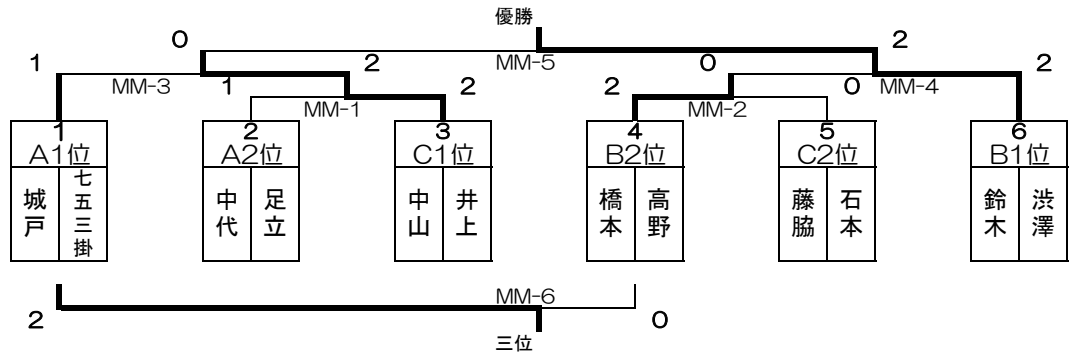 優勝
0 2
1 MM-3 2 MM-5 0 MM-4 2
1 MM-1 2 2 MM-2 0
1 2 3 4 5 6
A1位 A2位 C1位 B2位 C2位 B1位
城戸 七五三掛 中代 足立 中山 井上 橋本 高野 藤脇 石本 鈴木 渋澤
MM-6
2 0
三位